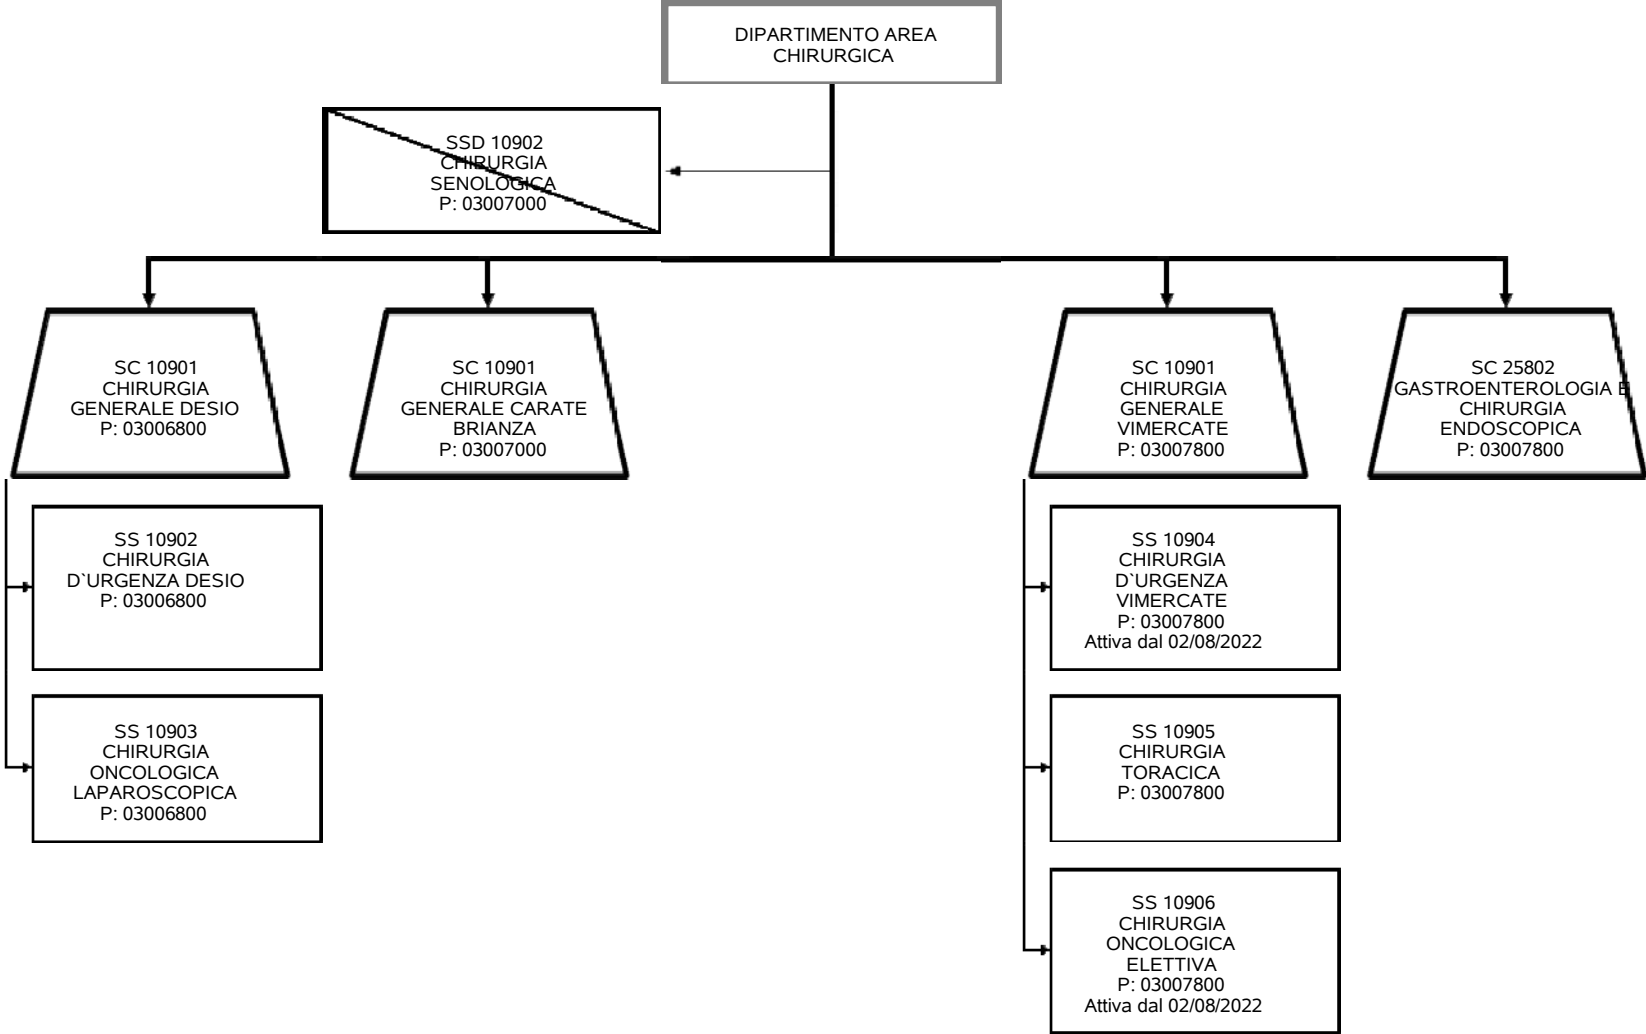 DIPARTIMENTO AREA
CHIRURGICA
SSD 10902
CHIRURGIA
SENOLOGICA
P: 03007000
SC 10901
CHIRURGIA
GENERALE DESIO
P: 03006800
SC 10901
CHIRURGIA
GENERALE CARATE
BRIANZA
P: 03007000
SC 10901
CHIRURGIA
GENERALE
VIMERCATE
P: 03007800
SC 25802
GASTROENTEROLOGIA E
CHIRURGIA
ENDOSCOPICA
P: 03007800
SS 10902
CHIRURGIA
D`URGENZA DESIO
P: 03006800
SS 10903
CHIRURGIA
ONCOLOGICA
LAPAROSCOPICA
P: 03006800
SS 10904
CHIRURGIA
D`URGENZA
VIMERCATE
P: 03007800
Attiva dal 02/08/2022
SS 10905
CHIRURGIA
TORACICA
P: 03007800
SS 10906
CHIRURGIA
ONCOLOGICA
ELETTIVA
P: 03007800
Attiva dal 02/08/2022